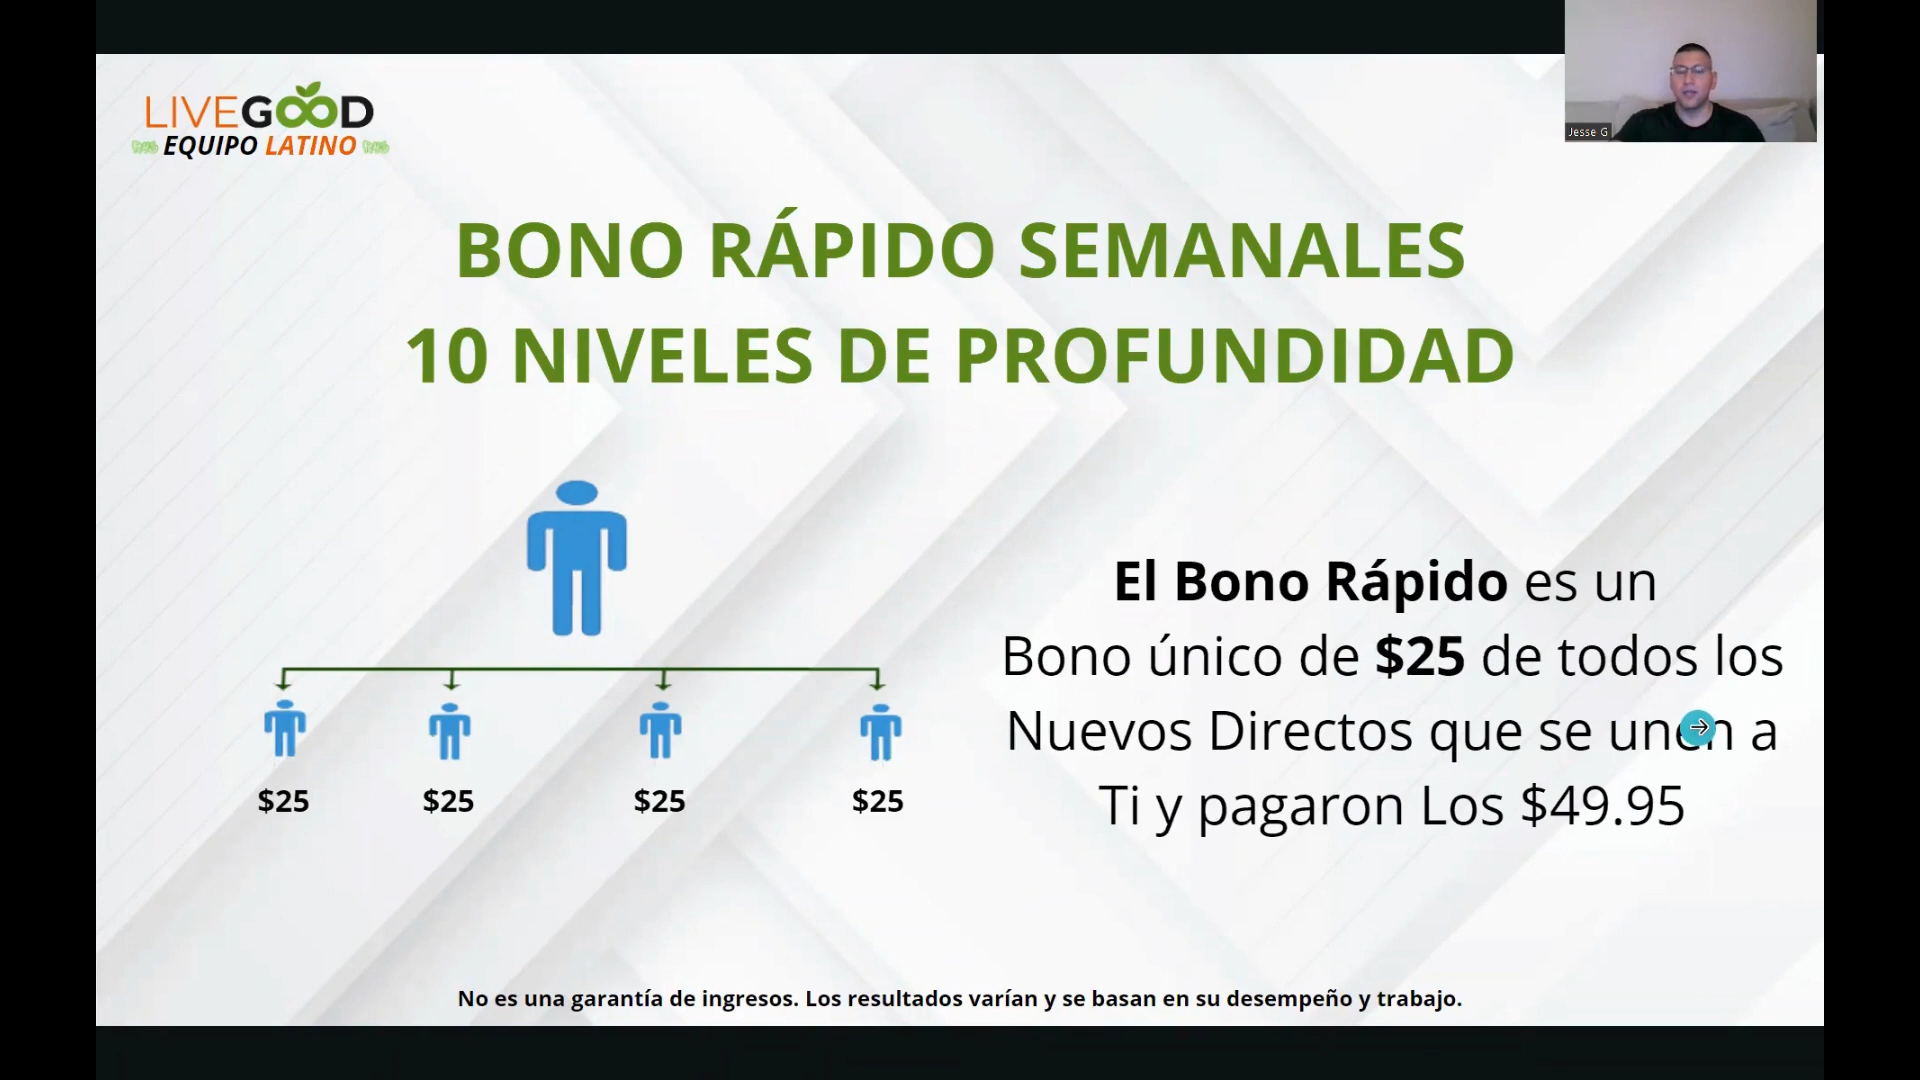 LIVEGOOD
EQUIPO LATINO
Jesse G
BONO RÁPIDO SEMANALES
10 NIVELES DE PROFUNDIDAD
El Bono Rápido es un
Bono único de $25 de todos los
Nuevos Directos que se unen a
Ti y pagaron Los $49.95
$25 $25 $25 $25
No es una garantía de ingresos. Los resultados varían y se basan en su desempeño y trabajo.